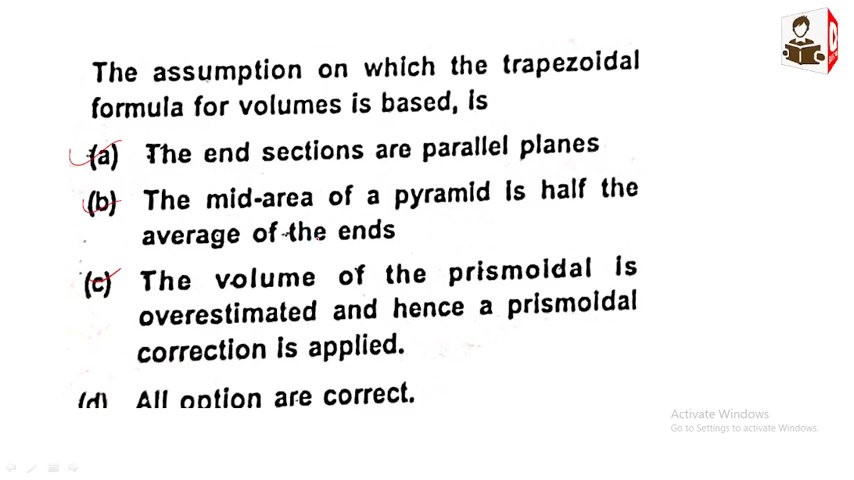 The assumption on which the trapezoidal
formula for volumes is based, is
(a) The end sections are parallel planes
(b) The mid-area of a pyramid is half the
average of the ends
(c) The volume of the prismoidal is
overestimated and hence a prismoidal
correction is applied.
(d) All option are correct.
Activate Windows
Go to Settings to activate Windows.